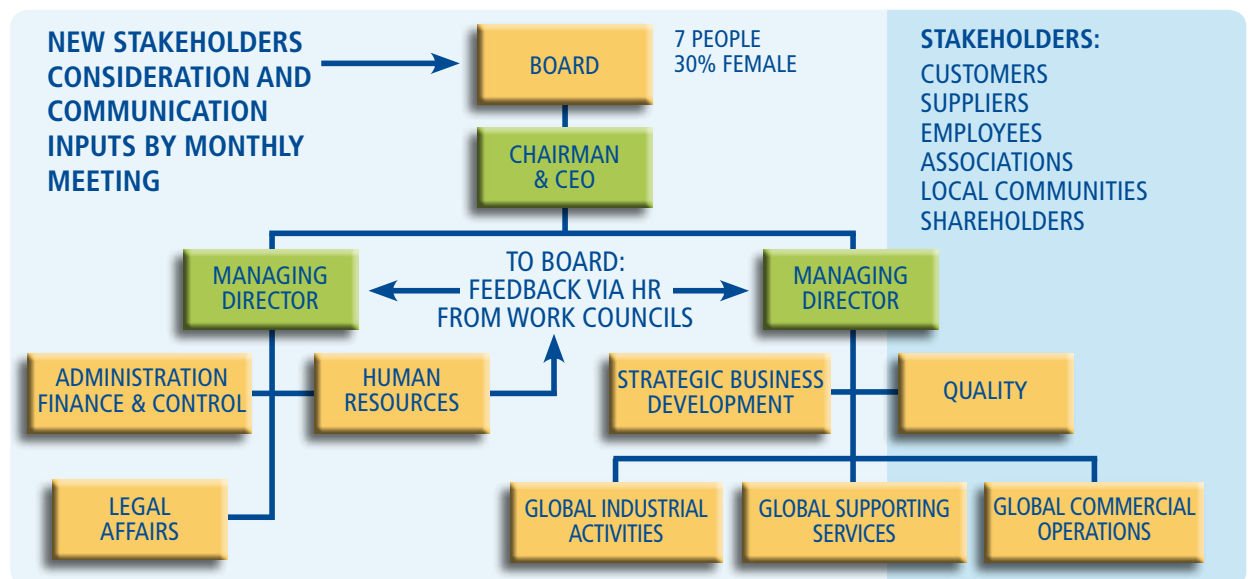 NEW STAKEHOLDERS
CONSIDERATION AND
COMMUNICATION
INPUTS BY MONTHLY
MEETING
BOARD
7 PEOPLE
30% FEMALE
STAKEHOLDERS:
CUSTOMERS
SUPPLIERS
EMPLOYEES
ASSOCIATIONS
LOCAL COMMUNITIES
SHAREHOLDERS
CHAIRMAN
& CEO
MANAGING
DIRECTOR
TO BOARD:
FEEDBACK VIA HR
FROM WORK COUNCILS
MANAGING
DIRECTOR
ADMINISTRATION
FINANCE & CONTROL
HUMAN
RESOURCES
STRATEGIC BUSINESS
DEVELOPMENT
QUALITY
LEGAL
AFFAIRS
GLOBAL INDUSTRIAL
ACTIVITIES
GLOBAL SUPPORTING
SERVICES
GLOBAL COMMERCIAL
OPERATIONS